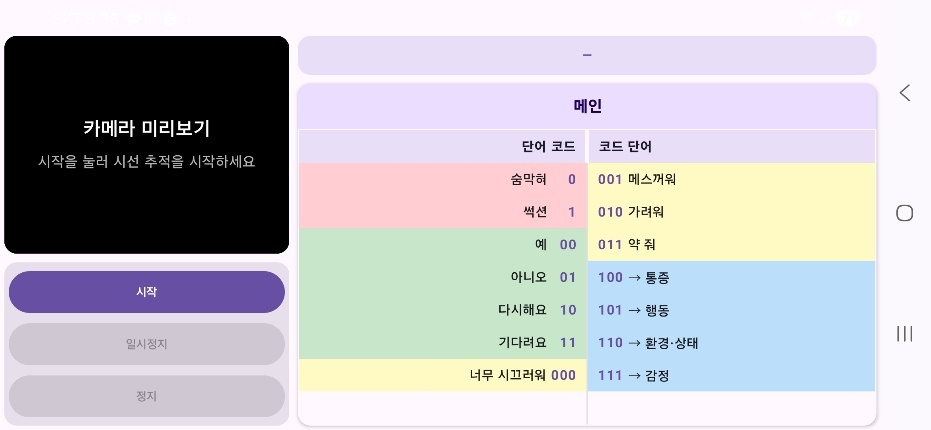 카메라 미리보기
시작을 눌러 시선 추적을 시작하세요
시작
일시정지
정지
–
메인
단어 코드
숨막혀 0
썩션 1
예 00
아니오 01
다시해요 10
기다려요 11
너무 시끄러워 000
코드 단어
001 메스꺼워
010 가려워
011 약 줘
100 → 통증
101 → 행동
110 → 환경·상태
111 → 감정